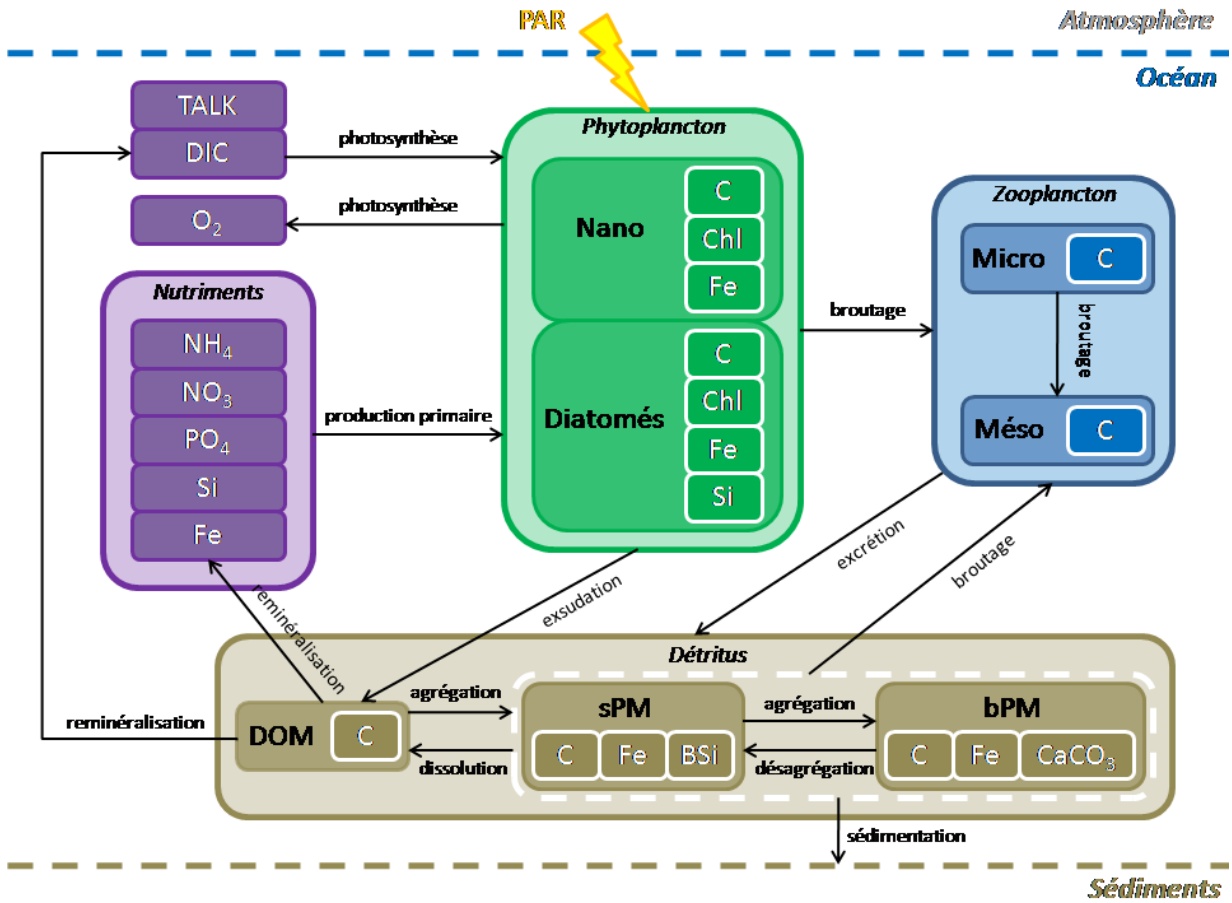 PAR
Atmosphère
Océan
TALK
DIC
O₂
photosynthèse
photosynthèse
Nutriments
NH₄
NO₃
PO₄
Si
Fe
production primaire
Phytoplancton
Nano
C
Chl
Fe
Diatomés
C
Chl
Fe
Si
broutage
Zooplancton
Micro
C
broutage
Méso
C
reminéralisation
exsudation
excrétion
broutage
reminéralisation
Détritus
DOM
C
agrégation
dissolution
sPM
C
Fe
BSi
agrégation
désagrégation
bPM
C
Fe
CaCO₃
sédimentation
Sédiments